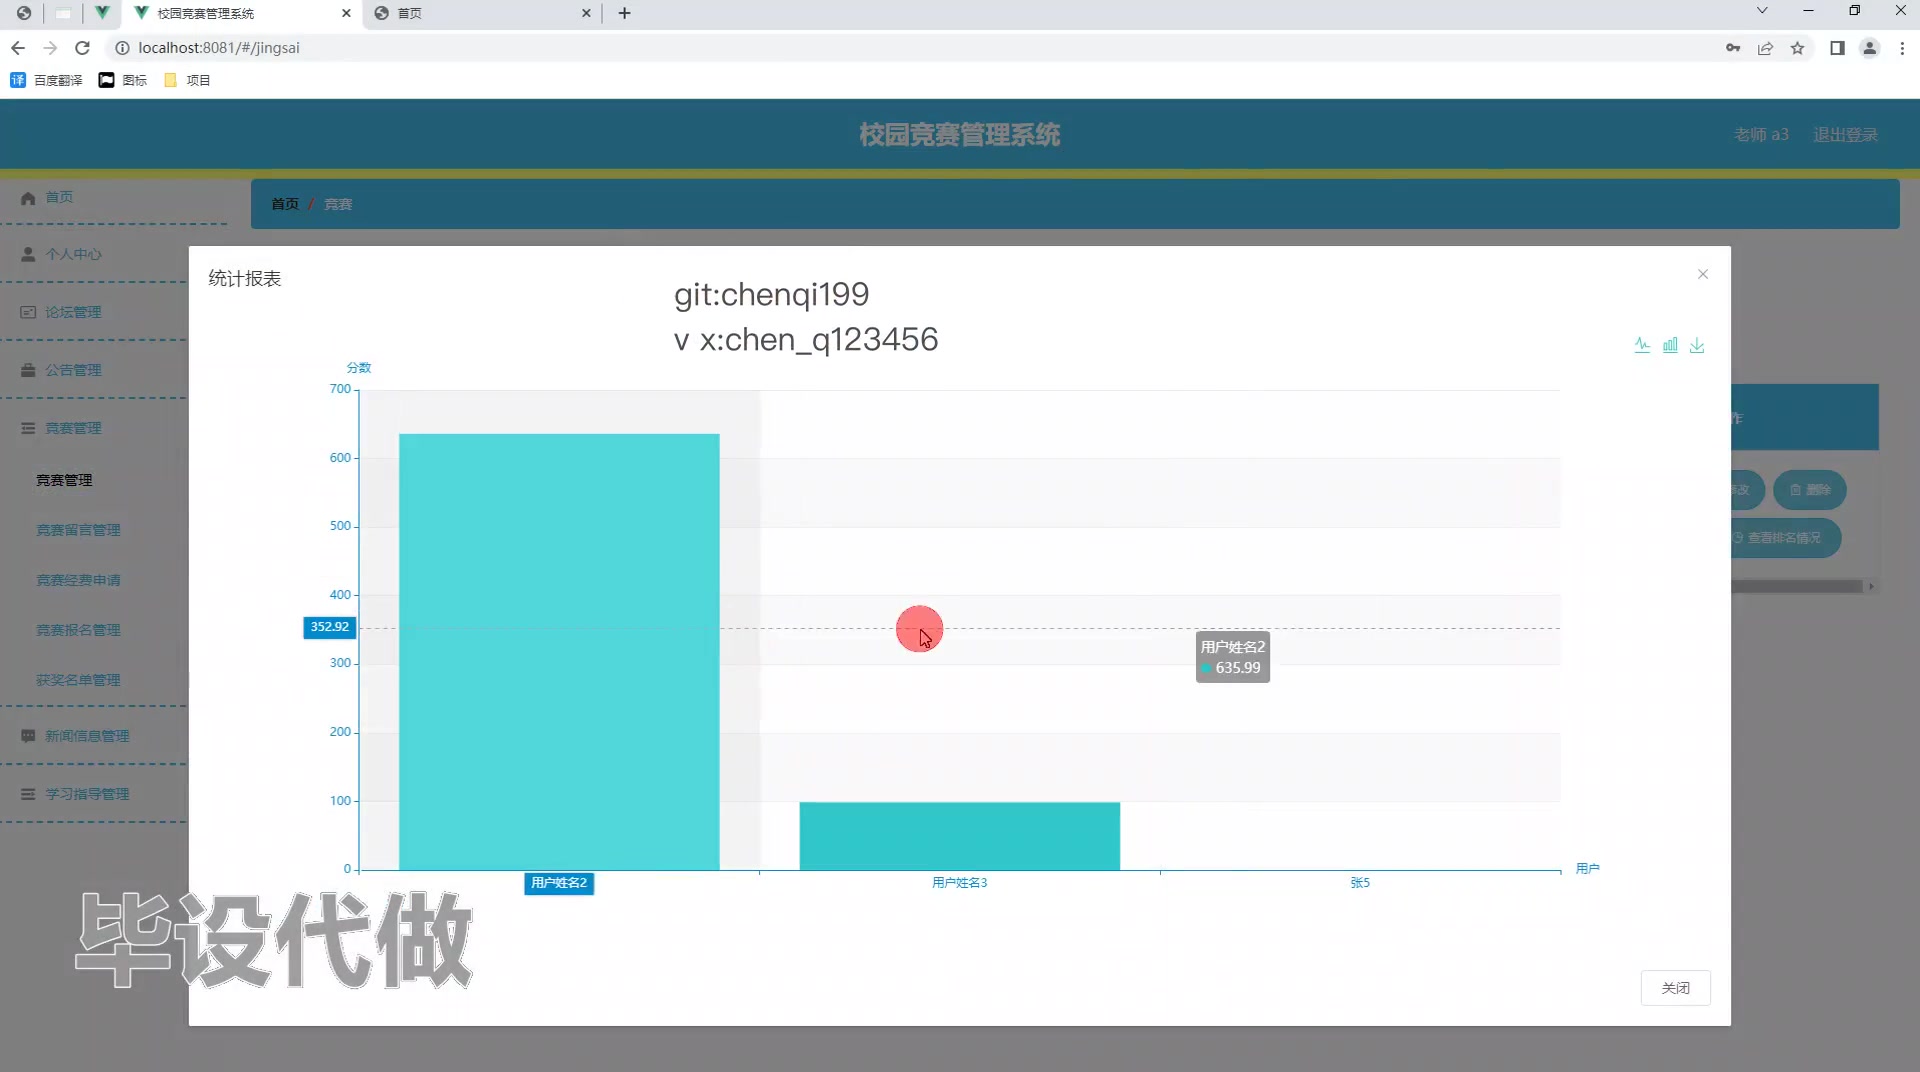 校园竞赛管理系统
首页
localhost:8081/#/jingsai
百度翻译
图标
项目
校园竞赛管理系统
老师 a3
退出登录
首页
首页 / 竞赛
个人中心
论坛管理
公告管理
竞赛管理
竞赛管理
竞赛留言管理
竞赛经费申请
竞赛报名管理
获奖名单管理
新闻信息管理
学习指导管理
统计报表
git:chenqi199
v x:chen_q123456
分数
700
600
500
400
352.92
300
200
100
0
用户姓名2
635.99
用户姓名2
用户姓名3
张5
用户
作
改
删除
查看排名情况
关闭
毕设代做